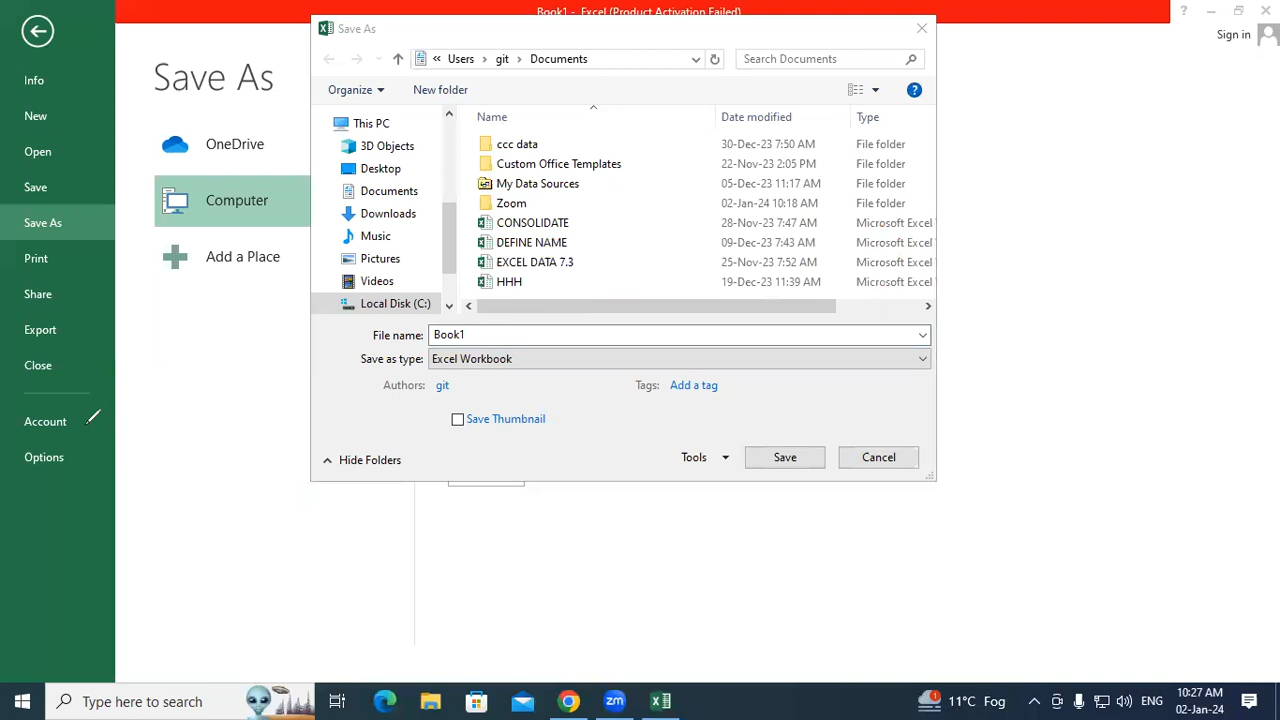 Book1 - Excel (Product Activation Failed)
Sign in
Info
New
Open
Save
Save As
Print
Share
Export
Close
Account
Options
Save As
OneDrive
Computer
Add a Place
Save As
« Users › git › Documents
Search Documents
Organize
New folder
This PC
3D Objects
Desktop
Documents
Downloads
Music
Pictures
Videos
Local Disk (C:)
Name Date modified Type
ccc data 30-Dec-23 7:50 AM File folder
Custom Office Templates 22-Nov-23 2:05 PM File folder
My Data Sources 05-Dec-23 11:17 AM File folder
Zoom 02-Jan-24 10:18 AM File folder
CONSOLIDATE 28-Nov-23 7:47 AM Microsoft Excel
DEFINE NAME 09-Dec-23 7:43 AM Microsoft Excel
EXCEL DATA 7.3 25-Nov-23 7:52 AM Microsoft Excel
HHH 19-Dec-23 11:39 AM Microsoft Excel
File name: Book1
Save as type: Excel Workbook
Authors: git Tags: Add a tag
Save Thumbnail
Hide Folders
Tools
Save
Cancel
Type here to search
zm
1
11°C Fog
ENG
10:27 AM
02-Jan-24